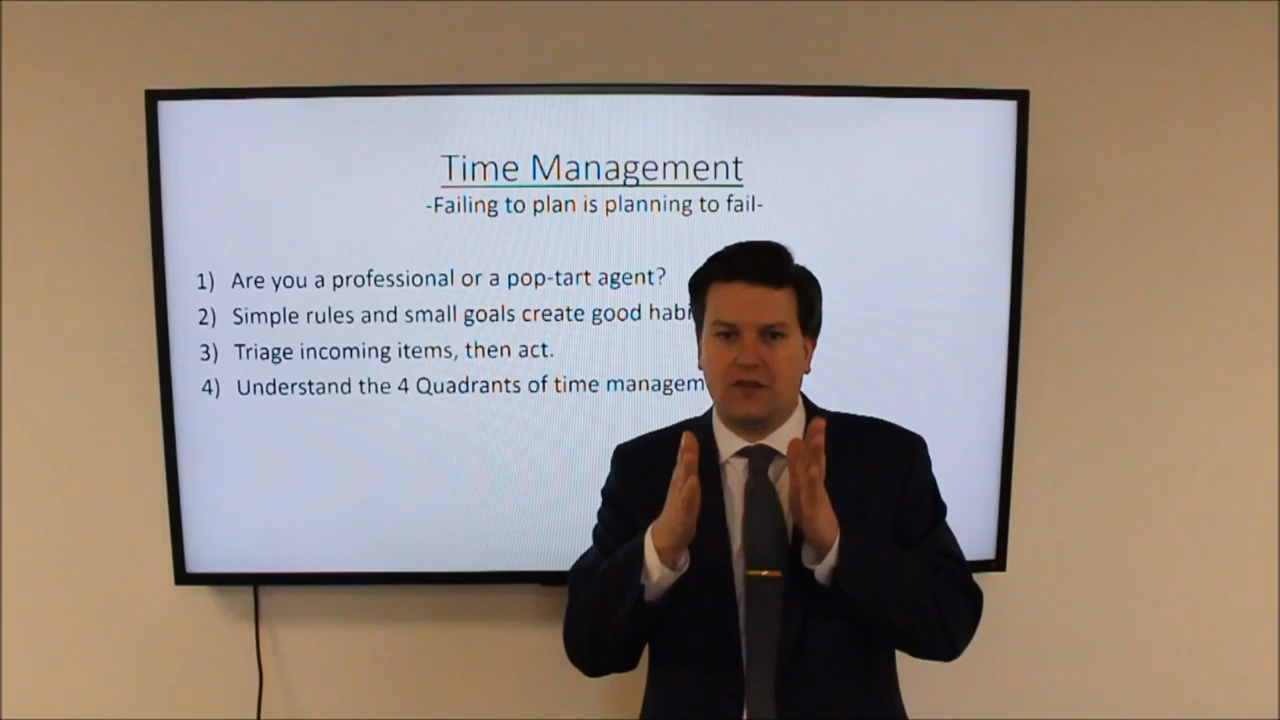 Time Management
-Failing to plan is planning to fail-
1) Are you a professional or a pop-tart agent?
2) Simple rules and small goals create good
3) Triage incoming items, then act.
4) Understand the 4 Quadrants of time